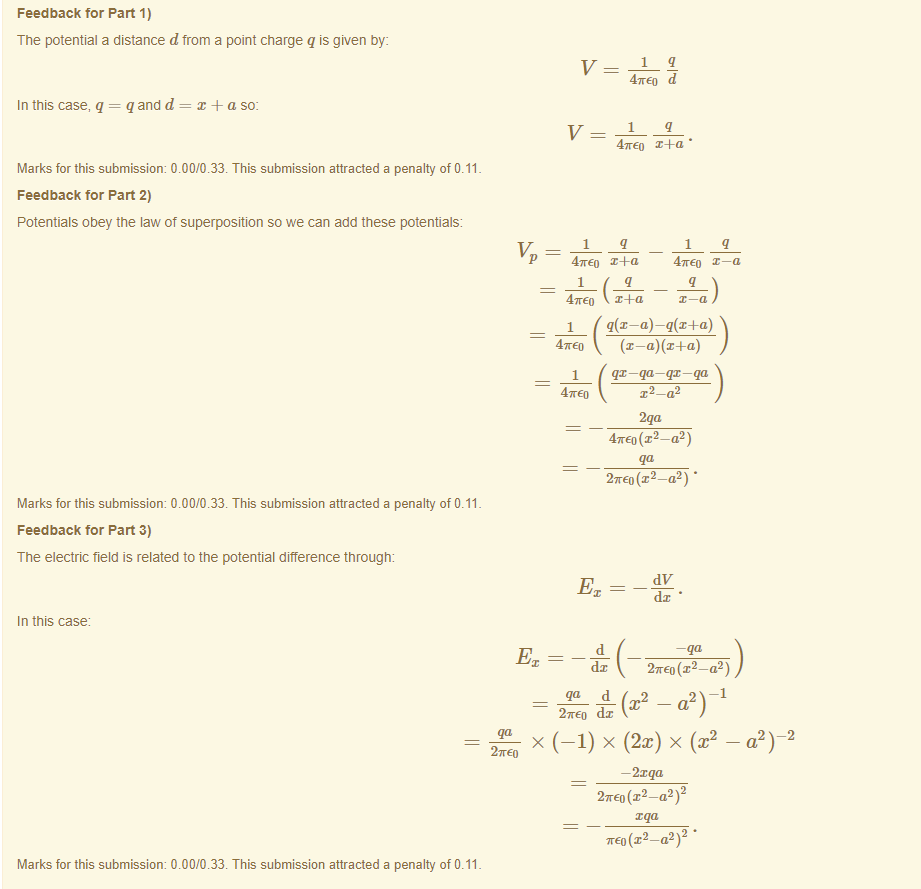 Feedback for Part 1)
The potential a distance d from a point charge q is given by:
V = \frac{1}{4\pi\epsilon_0} \frac{q}{d}
In this case, q = q and d = x + a so:
V = \frac{1}{4\pi\epsilon_0} \frac{q}{x+a}.
Marks for this submission: 0.00/0.33. This submission attracted a penalty of 0.11.
Feedback for Part 2)
Potentials obey the law of superposition so we can add these potentials:
V_p = \frac{1}{4\pi\epsilon_0} \frac{q}{x+a} - \frac{1}{4\pi\epsilon_0} \frac{q}{x-a}
= \frac{1}{4\pi\epsilon_0} \left( \frac{q}{x+a} - \frac{q}{x-a} \right)
= \frac{1}{4\pi\epsilon_0} \left( \frac{q(x-a)-q(x+a)}{(x-a)(x+a)} \right)
= \frac{1}{4\pi\epsilon_0} \left( \frac{qx-qa-qx-qa}{x^2-a^2} \right)
= -\frac{2qa}{4\pi\epsilon_0(x^2-a^2)}
= -\frac{qa}{2\pi\epsilon_0(x^2-a^2)}.
Marks for this submission: 0.00/0.33. This submission attracted a penalty of 0.11.
Feedback for Part 3)
The electric field is related to the potential difference through:
E_x = -\frac{dV}{dx}.
In this case:
E_x = -\frac{d}{dx} \left( -\frac{-qa}{2\pi\epsilon_0(x^2-a^2)} \right)
= \frac{qa}{2\pi\epsilon_0} \frac{d}{dx} (x^2 - a^2)^{-1}
= \frac{qa}{2\pi\epsilon_0} \times (-1) \times (2x) \times (x^2 - a^2)^{-2}
= \frac{-2xqa}{2\pi\epsilon_0(x^2-a^2)^2}
= -\frac{xqa}{\pi\epsilon_0(x^2-a^2)^2}.
Marks for this submission: 0.00/0.33. This submission attracted a penalty of 0.11.